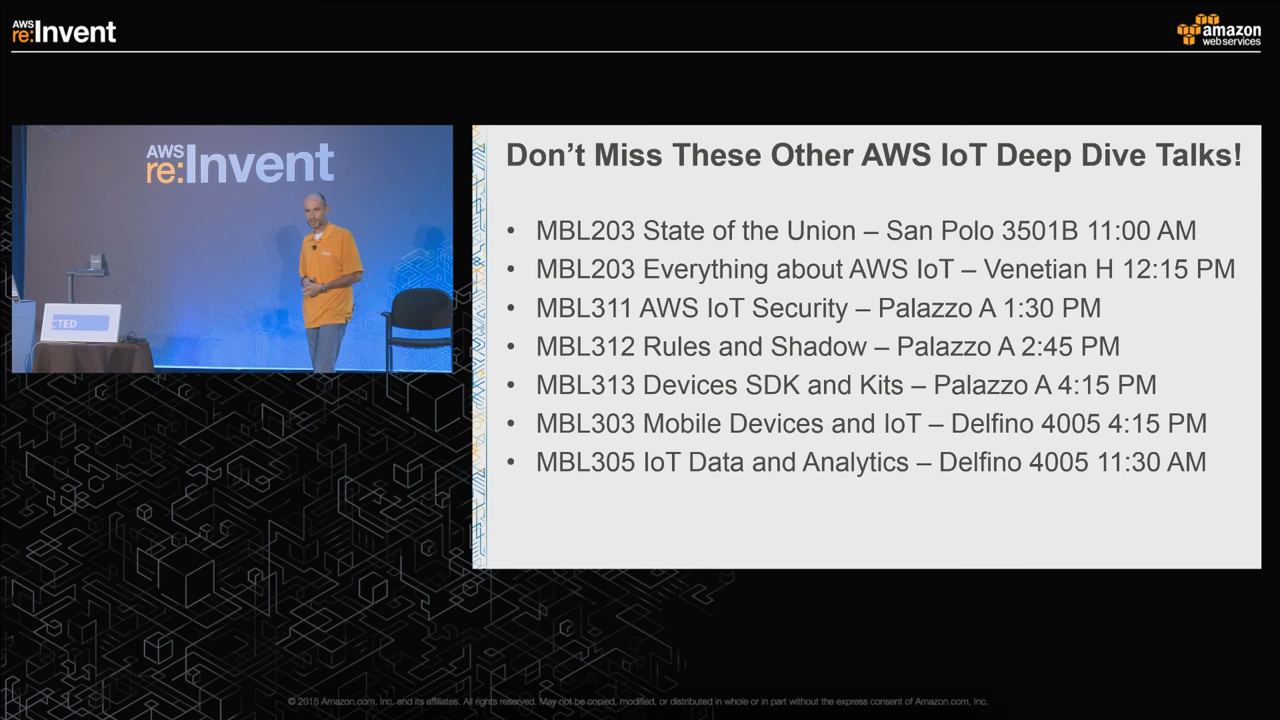 AWS
re:Invent
amazon
web services
AWS
re:Invent
CTED
Don't Miss These Other AWS IoT Deep Dive Talks!
• MBL203 State of the Union – San Polo 3501B 11:00 AM
• MBL203 Everything about AWS IoT – Venetian H 12:15 PM
• MBL311 AWS IoT Security – Palazzo A 1:30 PM
• MBL312 Rules and Shadow – Palazzo A 2:45 PM
• MBL313 Devices SDK and Kits – Palazzo A 4:15 PM
• MBL303 Mobile Devices and IoT – Delfino 4005 4:15 PM
• MBL305 IoT Data and Analytics – Delfino 4005 11:30 AM
© 2015 Amazon.com, Inc. and its affiliates. All rights reserved. May not be copied, modified, or distributed in whole or in part without the express consent of Amazon.com, Inc.